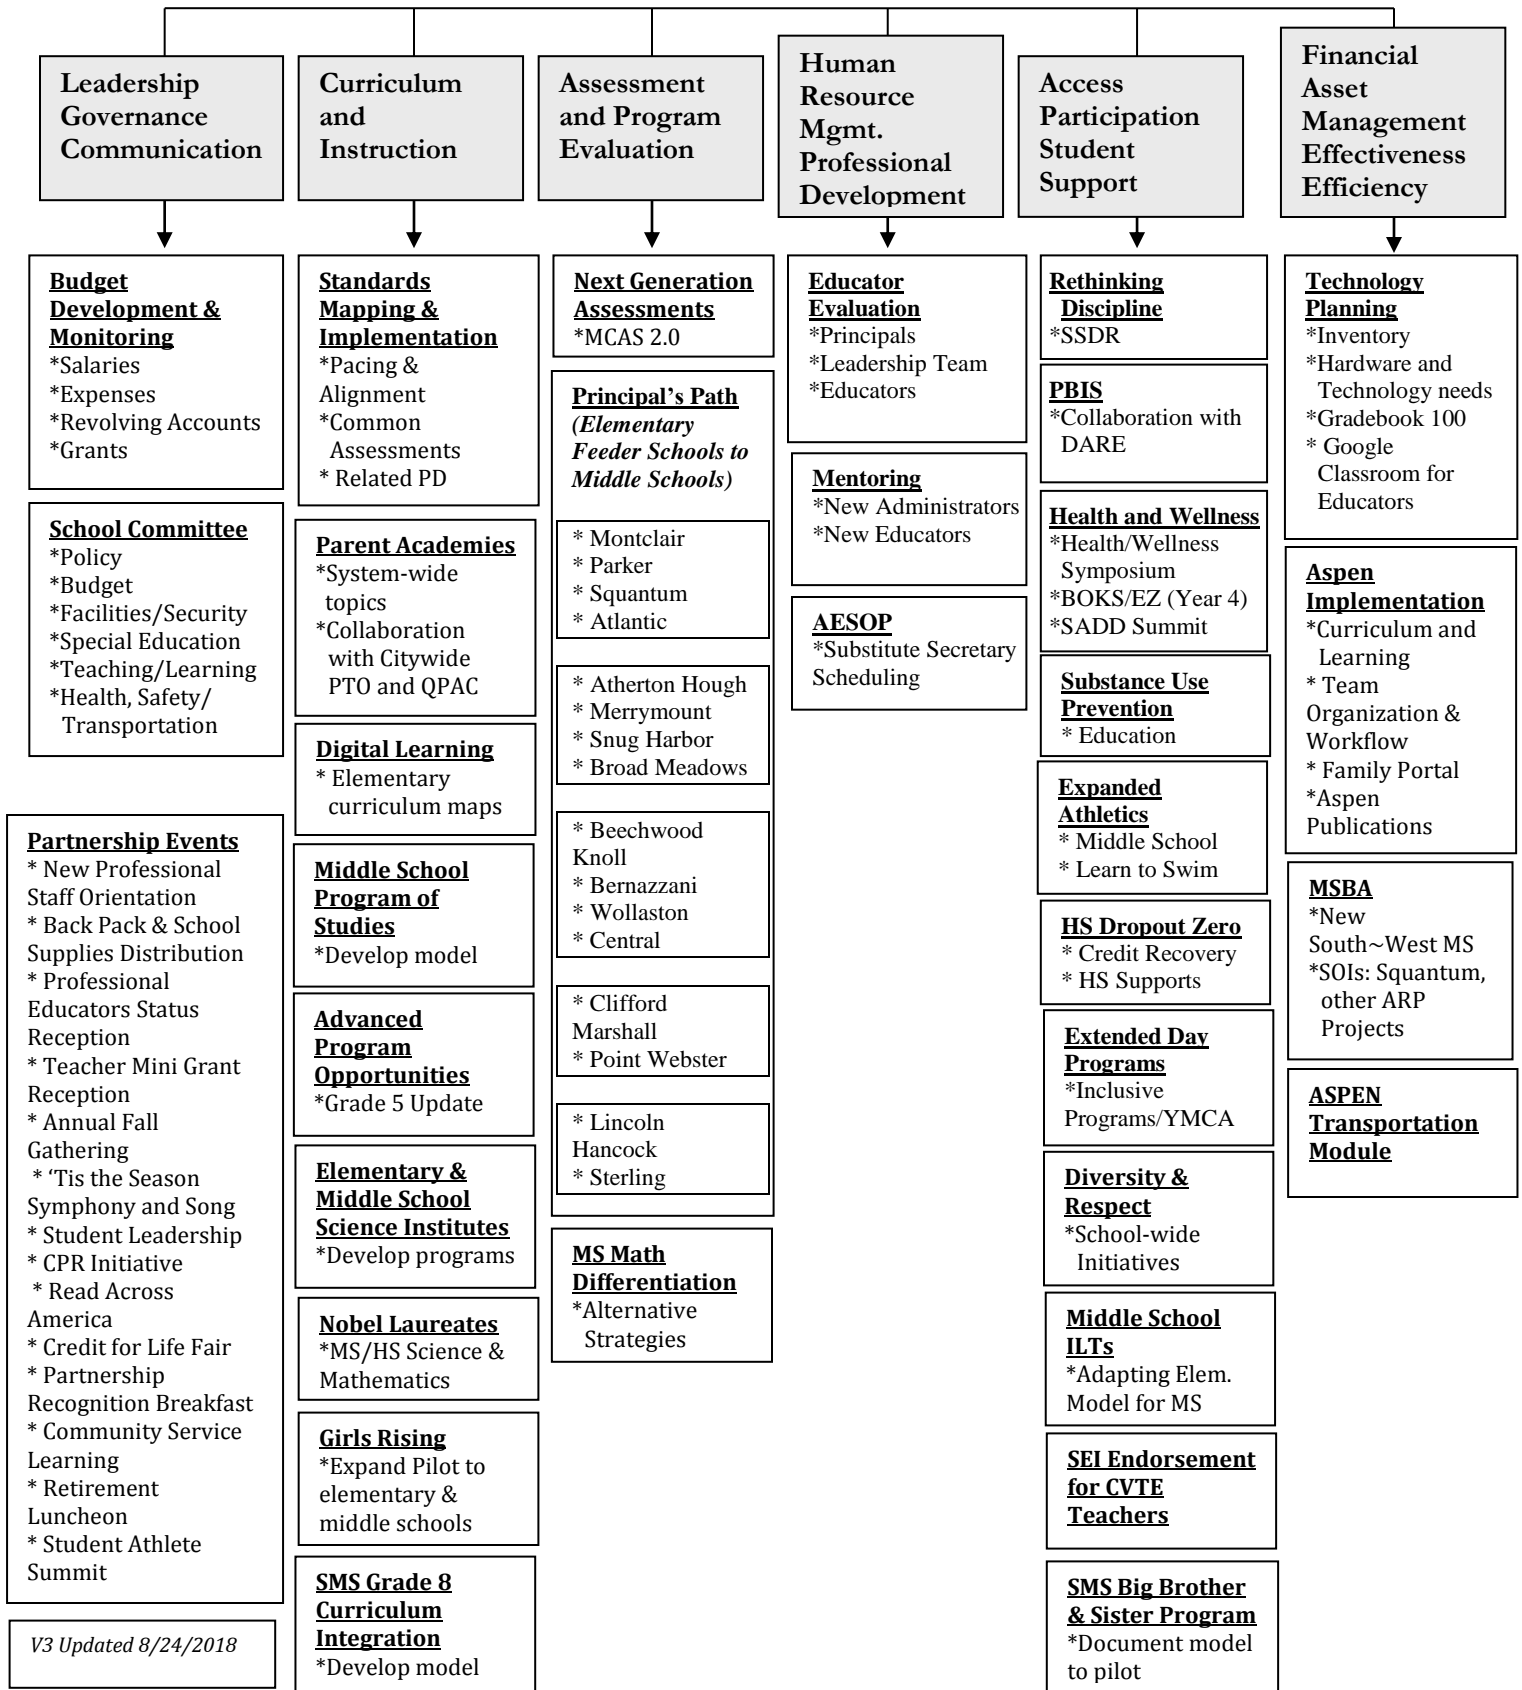 Leadership
Governance
Communication
Curriculum
and
Instruction
Assessment
and Program
Evaluation
Human
Resource
Mgmt.
Professional
Development
Access
Participation
Student
Support
Financial
Asset
Management
Effectiveness
Efficiency
Budget
Development &
Monitoring
*Salaries
*Expenses
*Revolving Accounts
*Grants
School Committee
*Policy
*Budget
*Facilities/Security
*Special Education
*Teaching/Learning
*Health, Safety/
Transportation
Partnership Events
* New Professional
Staff Orientation
* Back Pack & School
Supplies Distribution
* Professional
Educators Status
Reception
* Teacher Mini Grant
Reception
* Annual Fall
Gathering
* ‘Tis the Season
Symphony and Song
* Student Leadership
* CPR Initiative
* Read Across
America
* Credit for Life Fair
* Partnership
Recognition Breakfast
* Community Service
Learning
* Retirement
Luncheon
* Student Athlete
Summit
V3 Updated 8/24/2018
Standards
Mapping &
Implementation
*Pacing &
Alignment
*Common
Assessments
* Related PD
Parent Academies
*System-wide
topics
*Collaboration
with Citywide
PTO and QPAC
Digital Learning
* Elementary
curriculum maps
Middle School
Program of
Studies
*Develop model
Advanced
Program
Opportunities
*Grade 5 Update
Elementary &
Middle School
Science Institutes
*Develop programs
Nobel Laureates
*MS/HS Science &
Mathematics
Girls Rising
*Expand Pilot to
elementary &
middle schools
SMS Grade 8
Curriculum
Integration
*Develop model
Next Generation
Assessments
*MCAS 2.0
Principal’s Path
(Elementary
Feeder Schools to
Middle Schools)
* Montclair
* Parker
* Squantum
* Atlantic
* Atherton Hough
* Merrymount
* Snug Harbor
* Broad Meadows
* Beechwood
Knoll
* Bernazzani
* Wollaston
* Central
* Clifford
Marshall
* Point Webster
* Lincoln
Hancock
* Sterling
MS Math
Differentiation
*Alternative
Strategies
Educator
Evaluation
*Principals
*Leadership Team
*Educators
Mentoring
*New Administrators
*New Educators
AESOP
*Substitute Secretary
Scheduling
Rethinking
Discipline
*SSDR
PBIS
*Collaboration with
DARE
Health and Wellness
*Health/Wellness
Symposium
*BOKS/EZ (Year 4)
*SADD Summit
Substance Use
Prevention
* Education
Expanded
Athletics
* Middle School
* Learn to Swim
HS Dropout Zero
* Credit Recovery
* HS Supports
Extended Day
Programs
*Inclusive
Programs/YMCA
Diversity &
Respect
*School-wide
Initiatives
Middle School
ILTs
*Adapting Elem.
Model for MS
SEI Endorsement
for CVTE
Teachers
SMS Big Brother
& Sister Program
*Document model
to pilot
Technology
Planning
*Inventory
*Hardware and
Technology needs
*Gradebook 100
* Google
Classroom for
Educators
Aspen
Implementation
*Curriculum and
Learning
* Team
Organization &
Workflow
* Family Portal
*Aspen
Publications
MSBA
*New
South~West MS
*SOIs: Squantum,
other ARP
Projects
ASPEN
Transportation
Module